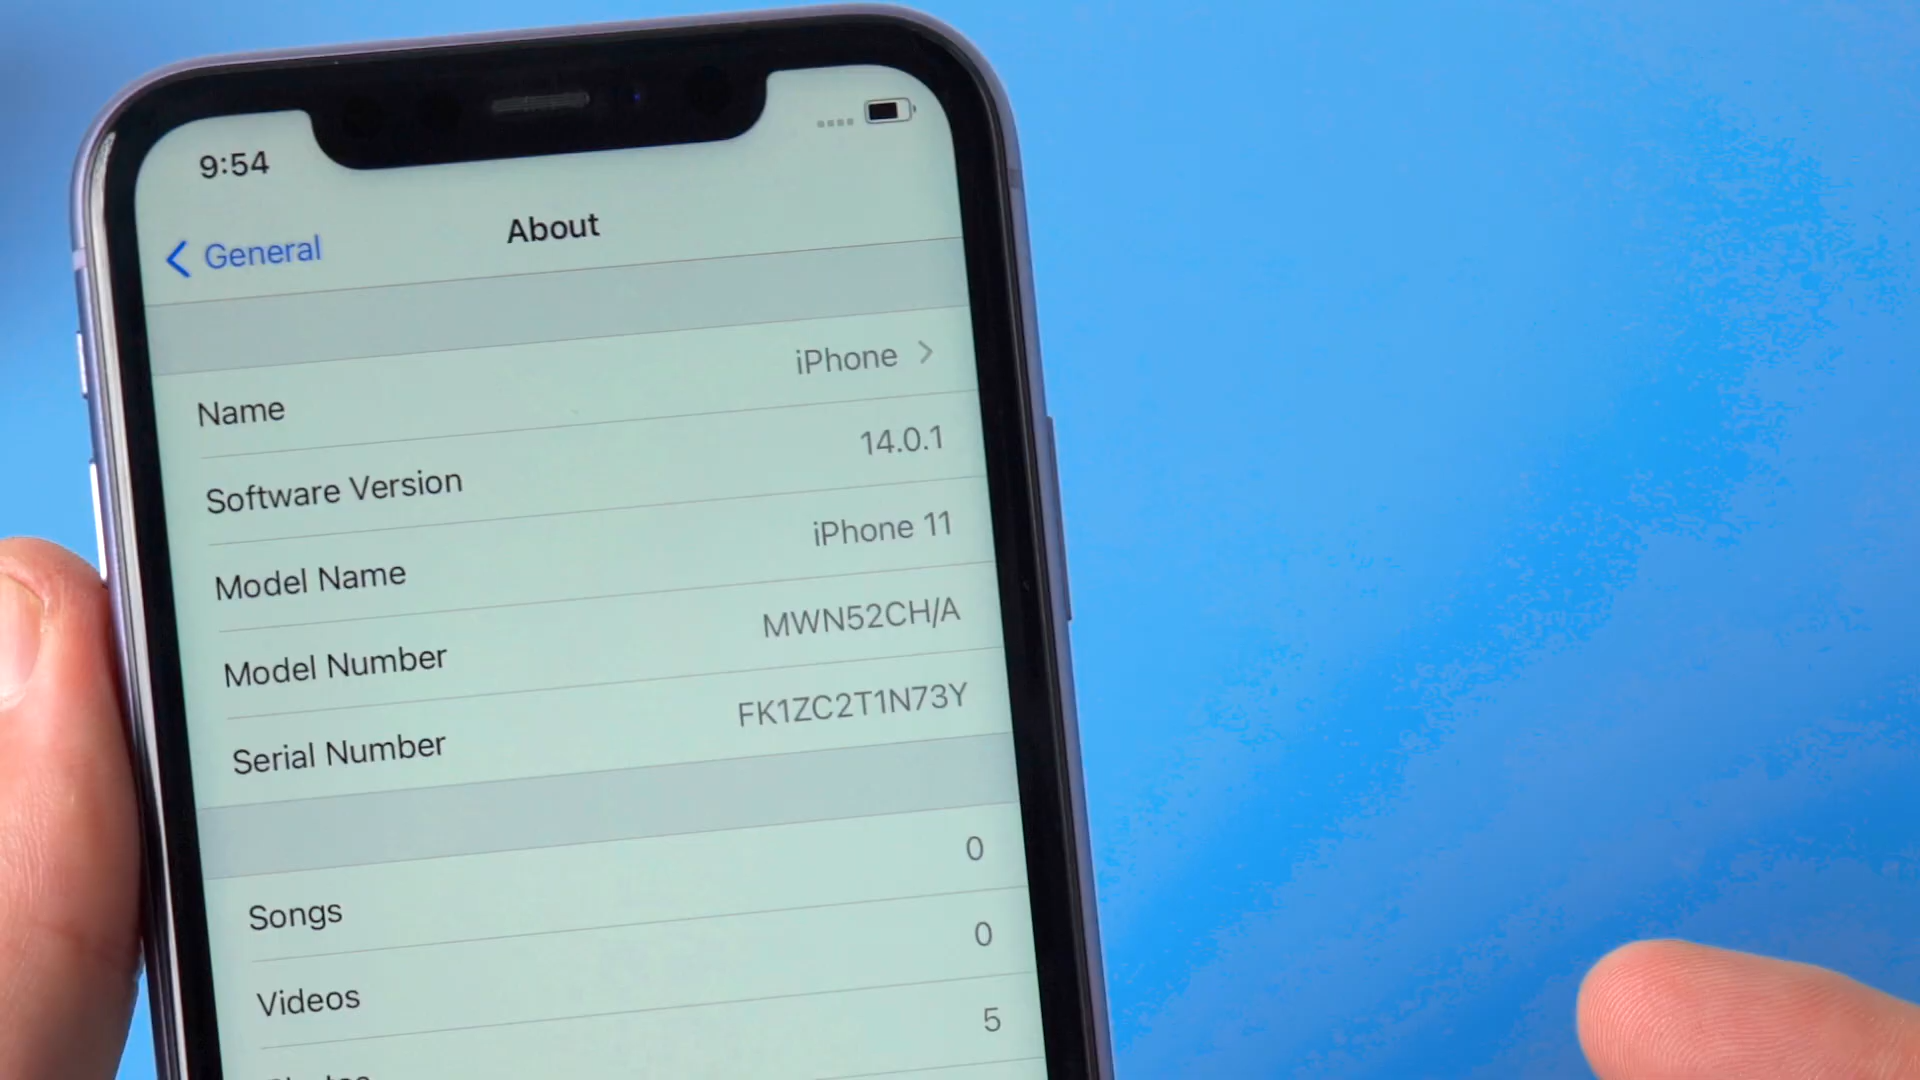 9:54
General
About
Name iPhone
Software Version 14.0.1
Model Name iPhone 11
Model Number MWN52CH/A
Serial Number FK1ZC2T1N73Y
Songs 0
Videos 0
5